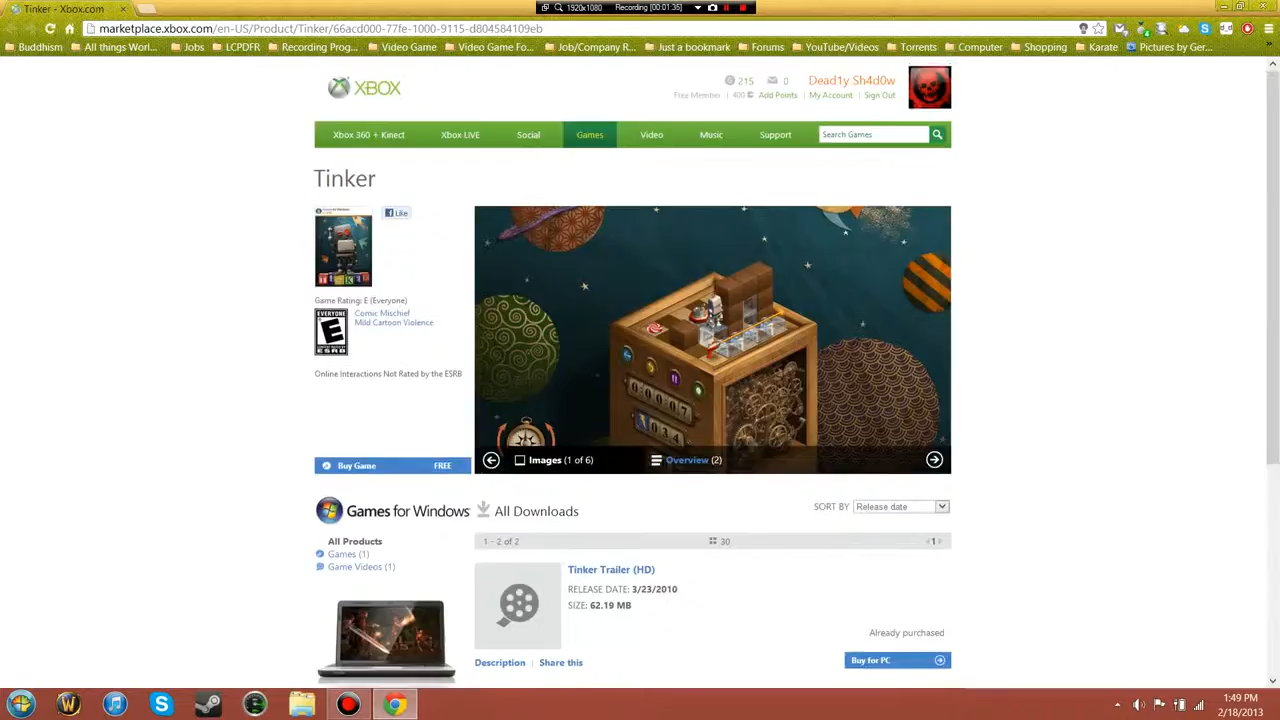 Tinker - Xbox.com
1920x1080 Recording [00:01:35]
marketplace.xbox.com/en-US/Product/Tinker/66acd000-77fe-1000-9115-d804584109eb
Buddhism All things Worl... Jobs LCPDFR Recording Prog... Video Game Video Game Fo... Job/Company R... Just a bookmark Forums YouTube/Videos Torrents Computer Shopping Karate Pictures by Ger...
XBOX
215 0 Dead1y Sh4d0w
Free Member | 400 Add Points | My Account | Sign Out
Xbox 360 + Kinect Xbox LIVE Social Games Video Music Support Search Games
Tinker
Like
Game Rating: E (Everyone)
EVERYONE
E
ESRB
Comic Mischief
Mild Cartoon Violence
Online Interactions Not Rated by the ESRB
0:00:07
034
Images (1 of 6) Overview (2)
Buy Game FREE
Games for Windows
All Downloads
SORT BY Release date
All Products
Games (1)
Game Videos (1)
1 - 2 of 2 30 1
Tinker Trailer (HD)
RELEASE DATE: 3/23/2010
SIZE: 62.19 MB
Already purchased
Description | Share this
Buy for PC
1:49 PM
2/18/2013